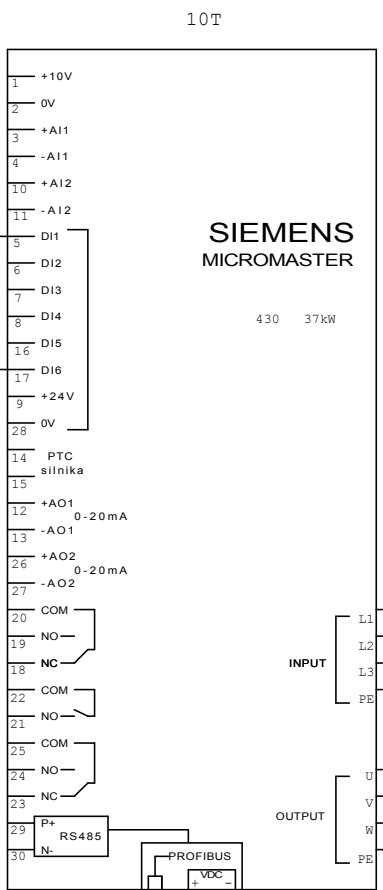 10T
1 +10V
2 0V
3 +AI1
4 -AI1
10 +AI2
11 -AI2
5 DI1
6 DI2
7 DI3
8 DI4
16 DI5
17 DI6
9 +24V
28 0V
14 PTC
silnika
15
12 +AO1
0-20mA
13 -AO1
26 +AO2
0-20mA
27 -AO2
20 COM
19 NO
18 NC
22 COM
21 NO
25 COM
24 NO
23 NC
29 P+
RS485
30 N-
PROFIBUS
VDC
+ -
SIEMENS
MICROMASTER
430 37kW
INPUT
L1
L2
L3
PE
OUTPUT
U
V
W
PE